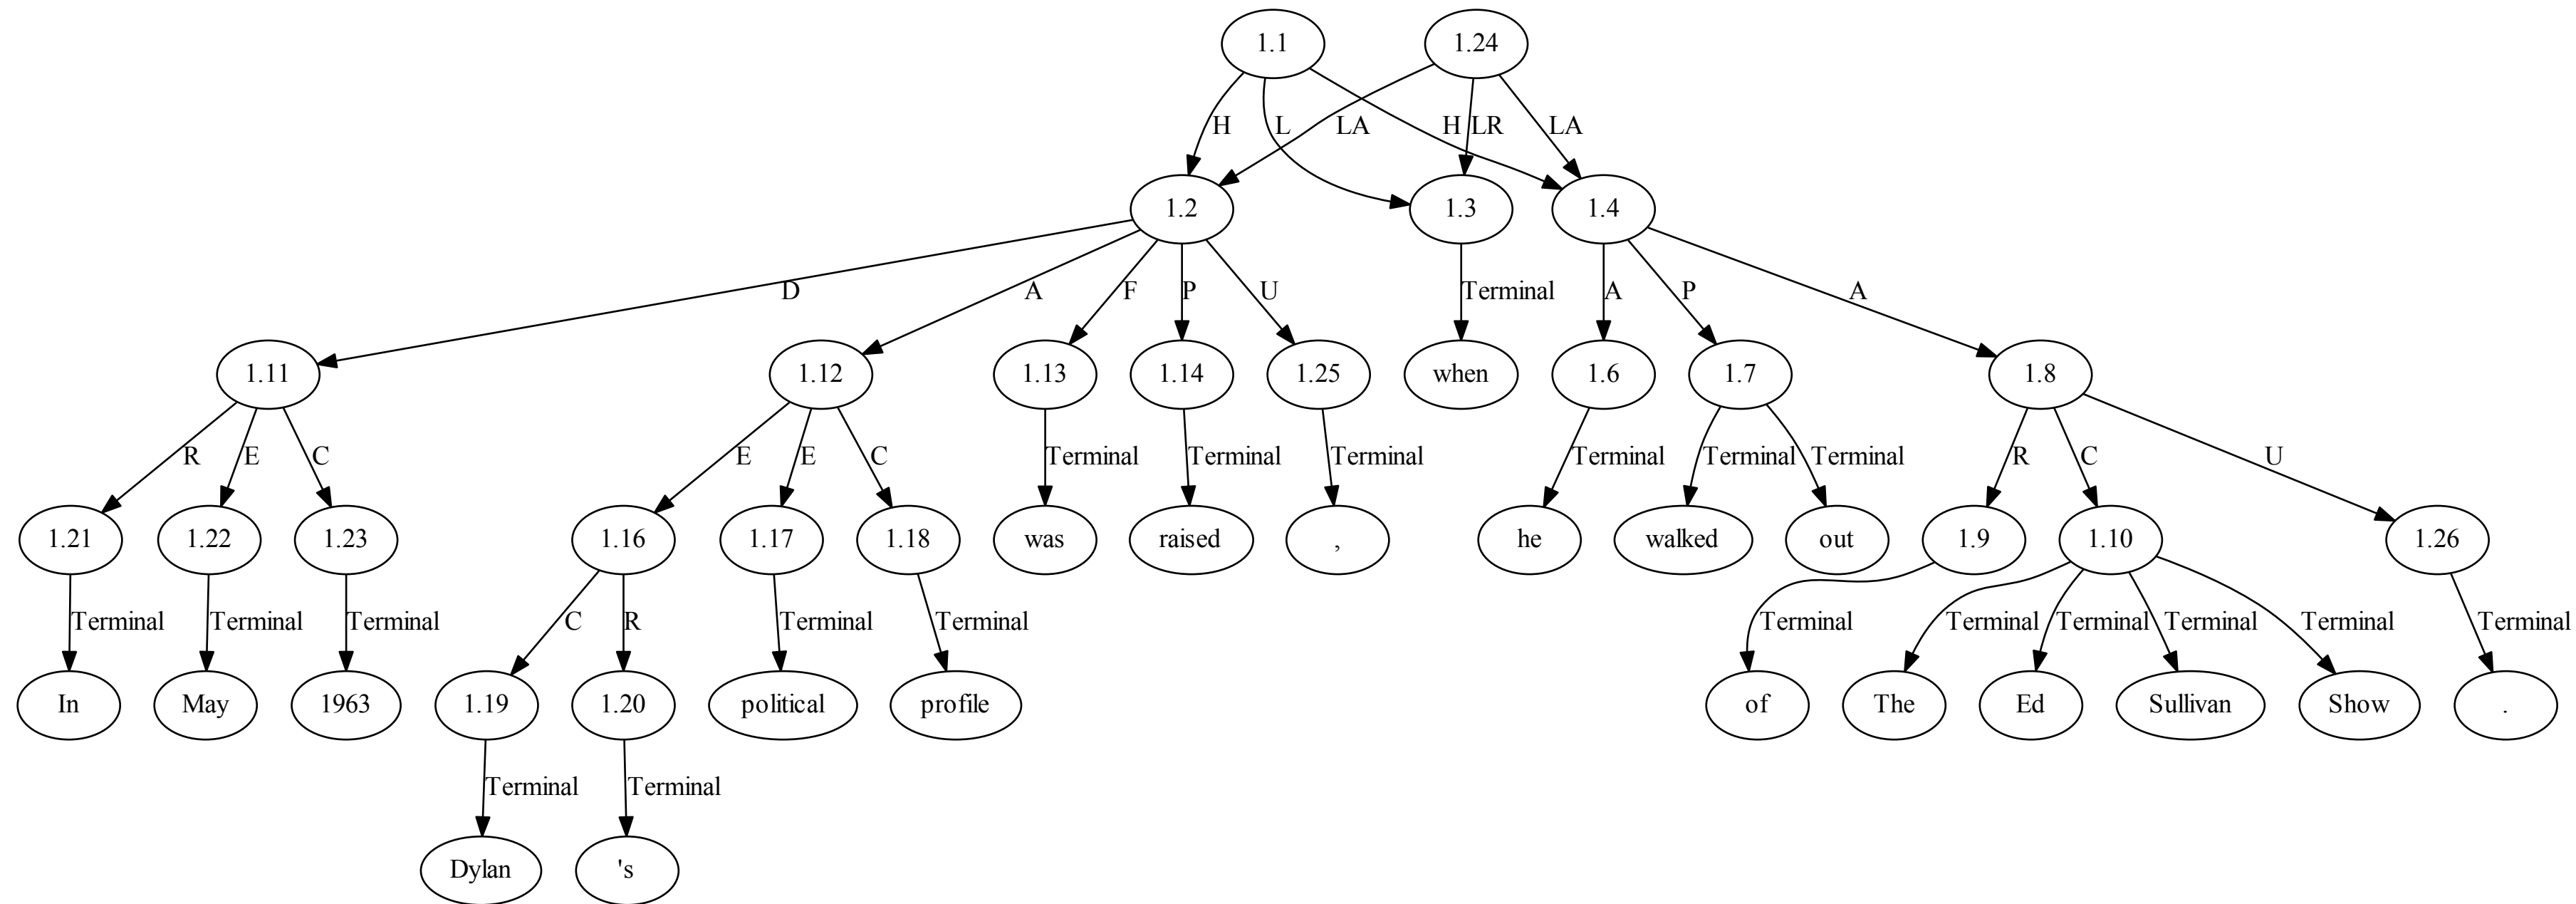 1.1 1.24
H L LA H LR LA
1.2 1.3 1.4
D A F P U Terminal A P A
1.11 1.12 1.13 1.14 1.25 when 1.6 1.7 1.8
R E C E E C Terminal Terminal Terminal Terminal Terminal Terminal R C U
1.21 1.22 1.23 1.16 1.17 1.18 was raised , he walked out 1.9 1.10 1.26
Terminal Terminal Terminal C R Terminal Terminal Terminal Terminal Terminal Terminal Terminal Terminal
In May 1963 1.19 1.20 political profile of The Ed Sullivan Show .
Terminal Terminal
Dylan 's